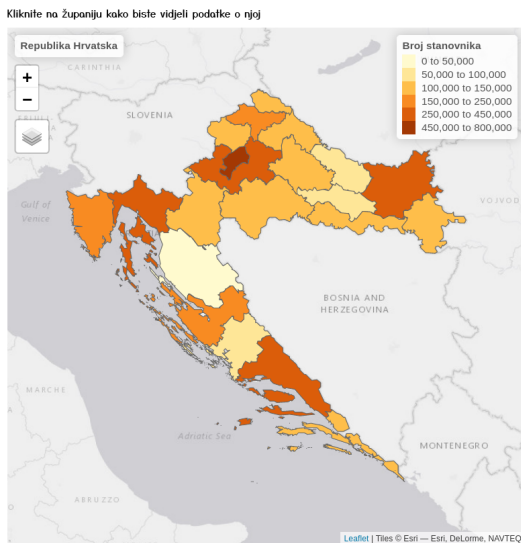 Kliknite na županiju kako biste vidjeli podatke o njoj
Republika Hrvatska
+
−
Broj stanovnika
0 to 50,000
50,000 to 100,000
100,000 to 150,000
150,000 to 250,000
250,000 to 450,000
450,000 to 800,000
CARINTHIA
SLOVENIA
Gulf of
Venice
VOJVOD
BOSNIA AND
HERZEGOVINA
MARCHE
Adriatic Sea
MONTENEGRO
ABRUZZO
Leaflet | Tiles © Esri — Esri, DeLorme, NAVTEQ